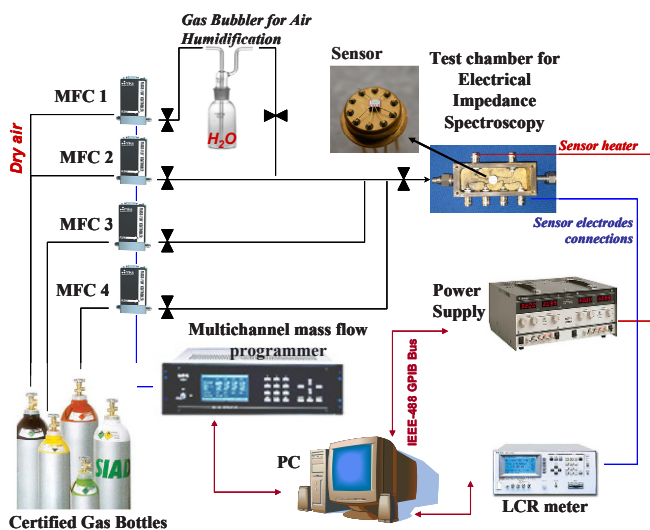 Gas Bubbler for Air
Humidification
Sensor
Test chamber for
Electrical
Impedance
Spectroscopy
MFC 1
H2O
Dry air
MFC 2
Sensor heater
MFC 3
Sensor electrodes
connections
MFC 4
Power
Supply
Multichannel mass flow
programmer
IEEE-488 GPIB Bus
SIAD
PC
LCR meter
Certified Gas Bottles